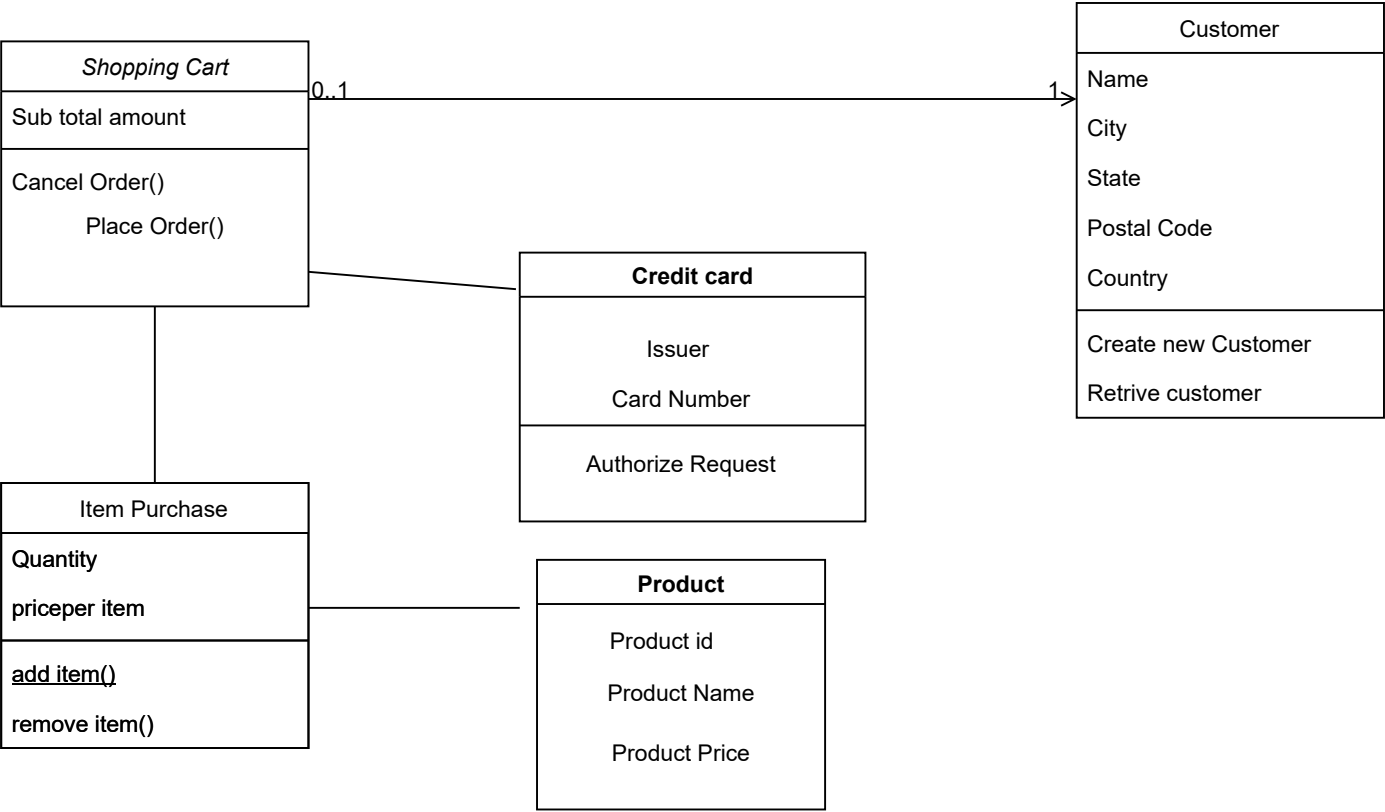 Shopping Cart
Sub total amount
Cancel Order()
Place Order()
0..1
1
Customer
Name
City
State
Postal Code
Country
Create new Customer
Retrive customer
Credit card
Issuer
Card Number
Authorize Request
Item Purchase
Quantity
priceper item
add item()
remove item()
Product
Product id
Product Name
Product Price